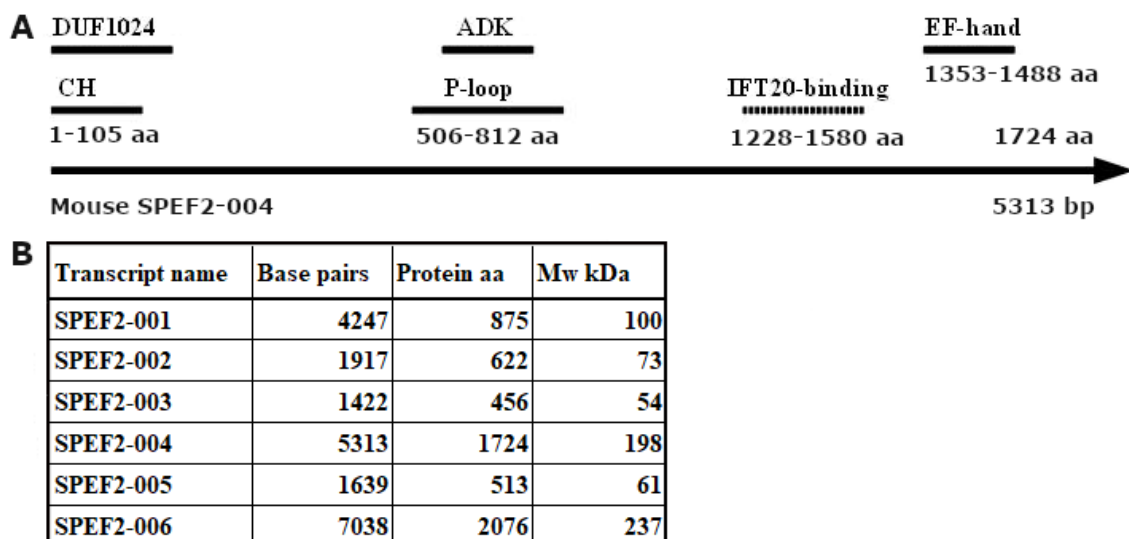 A DUF1024 ADK EF-hand
1353-1488 aa
CH P-loop IFT20-binding
1-105 aa 506-812 aa 1228-1580 aa 1724 aa
Mouse SPEF2-004 5313 bp
B
Transcript name Base pairs Protein aa Mw kDa
SPEF2-001 4247 875 100
SPEF2-002 1917 622 73
SPEF2-003 1422 456 54
SPEF2-004 5313 1724 198
SPEF2-005 1639 513 61
SPEF2-006 7038 2076 237